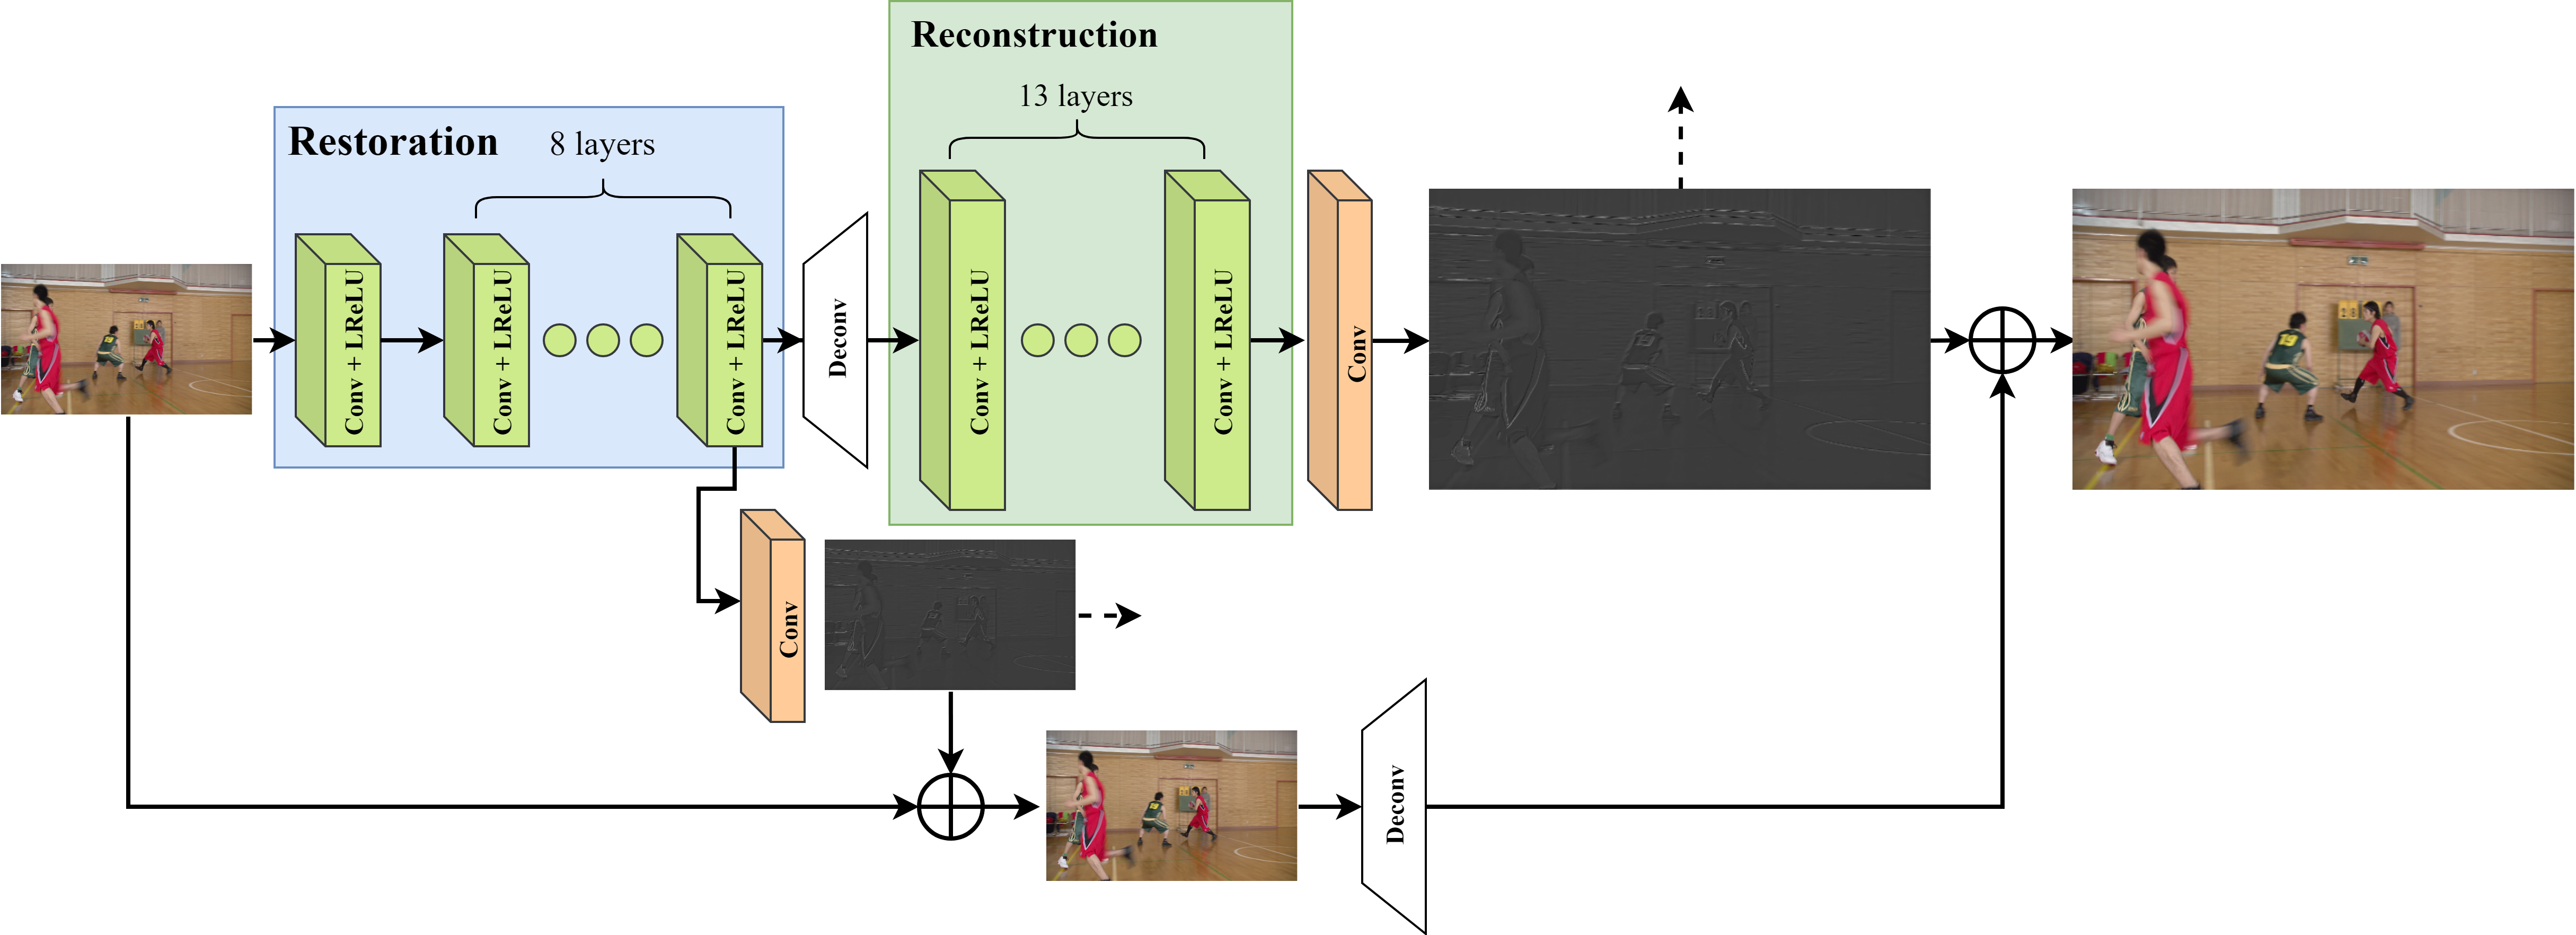 Reconstruction
13 layers
Restoration
8 layers
Conv + LReLU
Conv + LReLU
Conv + LReLU
Deconv
Conv + LReLU
Conv + LReLU
Conv
Conv
Deconv